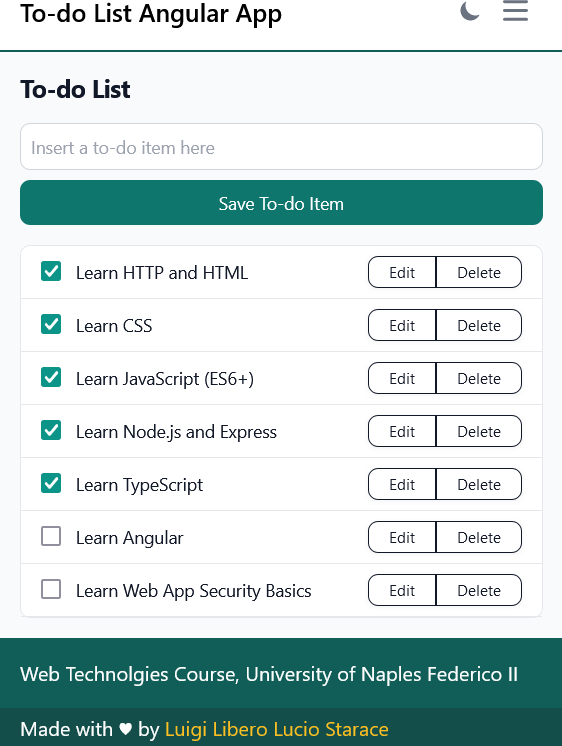 To-do List Angular App
To-do List
Insert a to-do item here
Save To-do Item
Learn HTTP and HTML Edit Delete
Learn CSS Edit Delete
Learn JavaScript (ES6+) Edit Delete
Learn Node.js and Express Edit Delete
Learn TypeScript Edit Delete
Learn Angular Edit Delete
Learn Web App Security Basics Edit Delete
Web Technolgies Course, University of Naples Federico II
Made with ♥ by Luigi Libero Lucio Starace